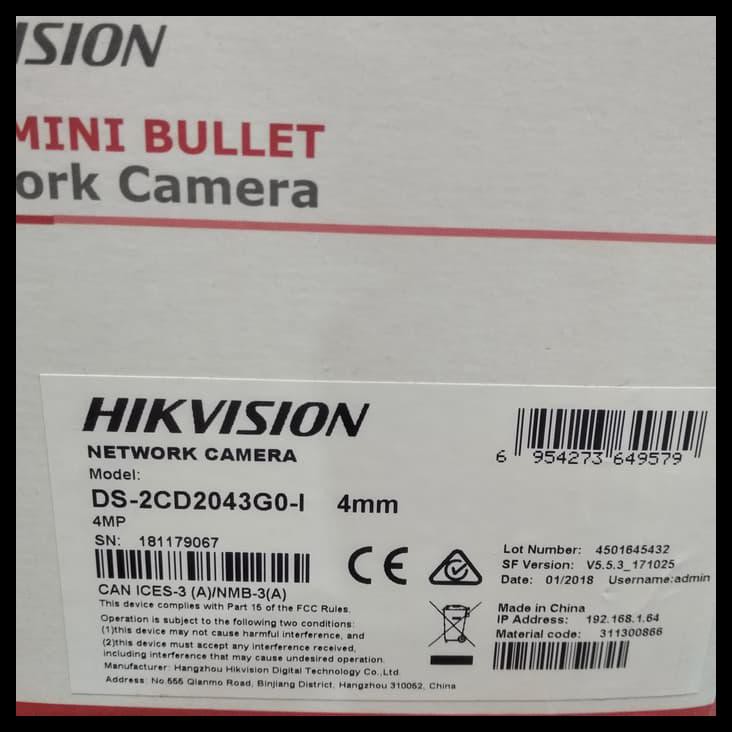 ISION
MINI BULLET
ork Camera
HIKVISION
NETWORK CAMERA
Model:
DS-2CD2043G0-I 4mm
4MP
SN: 181179067
CAN ICES-3 (A)/NMB-3(A)
This device complies with Part 15 of the FCC Rules.
Operation is subject to the following two conditions:
(1)this device may not cause harmful interference, and
(2)this device must accept any interference received,
including interference that may cause undesired operation.
Manufacturer: Hangzhou Hikvision Digital Technology Co.,Ltd.
Address: No.555 Qianmo Road, Binjiang District, Hangzhou 310052, China
CE
6 954273 649579
Lot Number: 4501645432
SF Version: V5.5.3_171025
Date: 01/2018 Username:admin
Made in China
IP Address: 192.168.1.64
Material code: 311300866